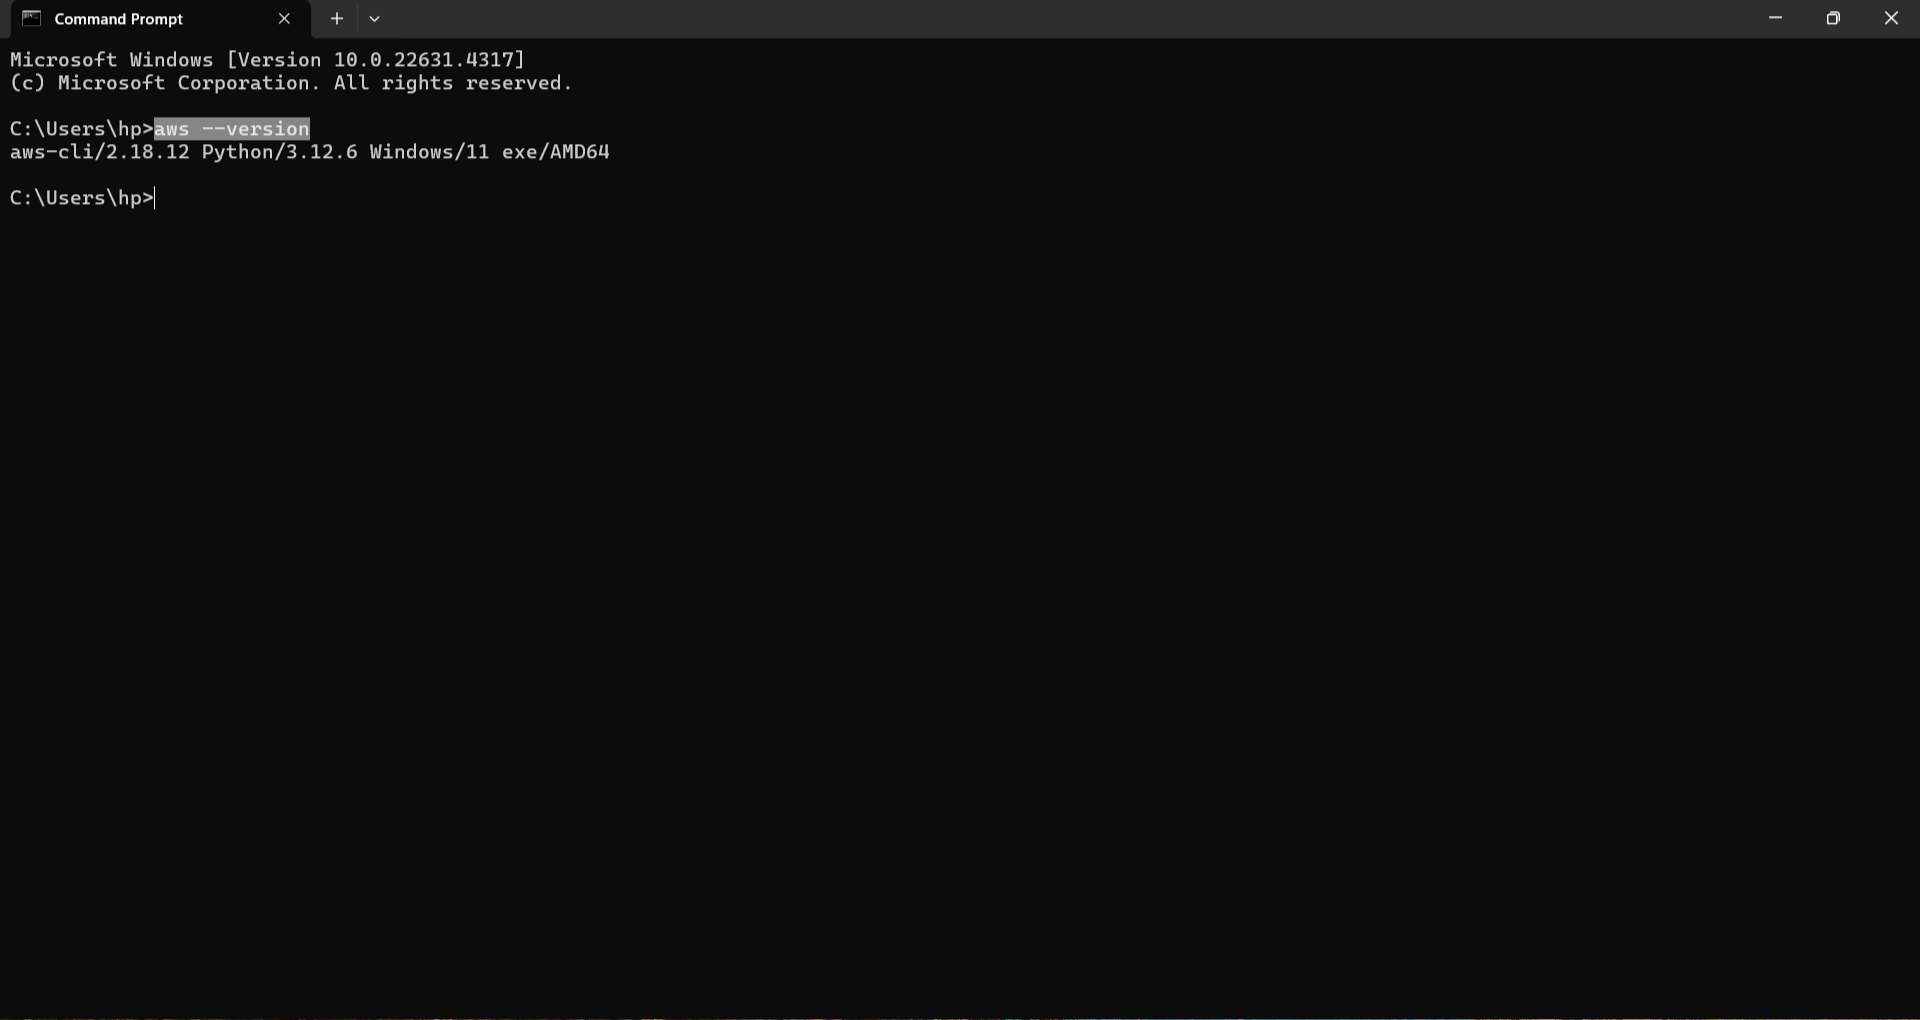 Command Prompt
Microsoft Windows [Version 10.0.22631.4317]
(c) Microsoft Corporation. All rights reserved.
C:\Users\hp>aws --version
aws-cli/2.18.12 Python/3.12.6 Windows/11 exe/AMD64
C:\Users\hp>